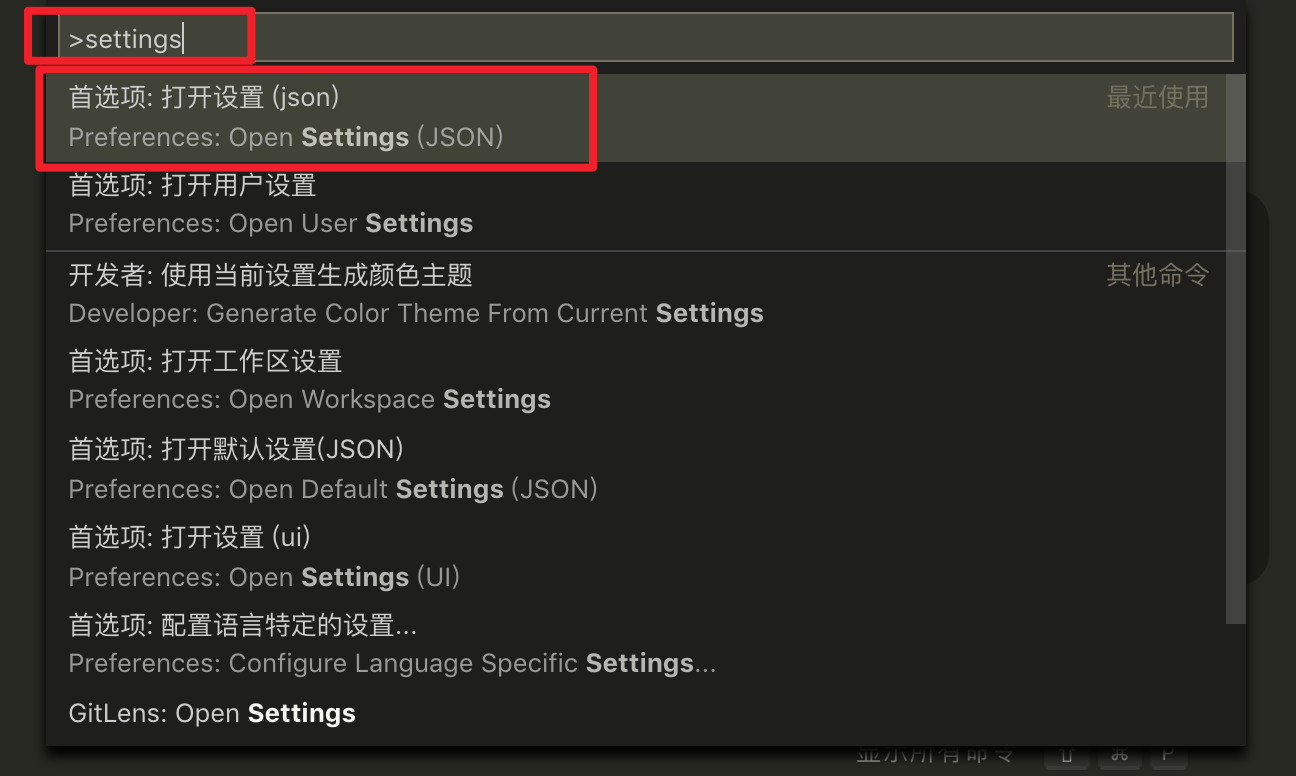 >settings
首选项: 打开设置 (json)
最近使用
Preferences: Open Settings (JSON)
首选项: 打开用户设置
Preferences: Open User Settings
开发者: 使用当前设置生成颜色主题
其他命令
Developer: Generate Color Theme From Current Settings
首选项: 打开工作区设置
Preferences: Open Workspace Settings
首选项: 打开默认设置(JSON)
Preferences: Open Default Settings (JSON)
首选项: 打开设置 (ui)
Preferences: Open Settings (UI)
首选项: 配置语言特定的设置...
Preferences: Configure Language Specific Settings...
GitLens: Open Settings
显示所有命令 ⇧ ⌘ P